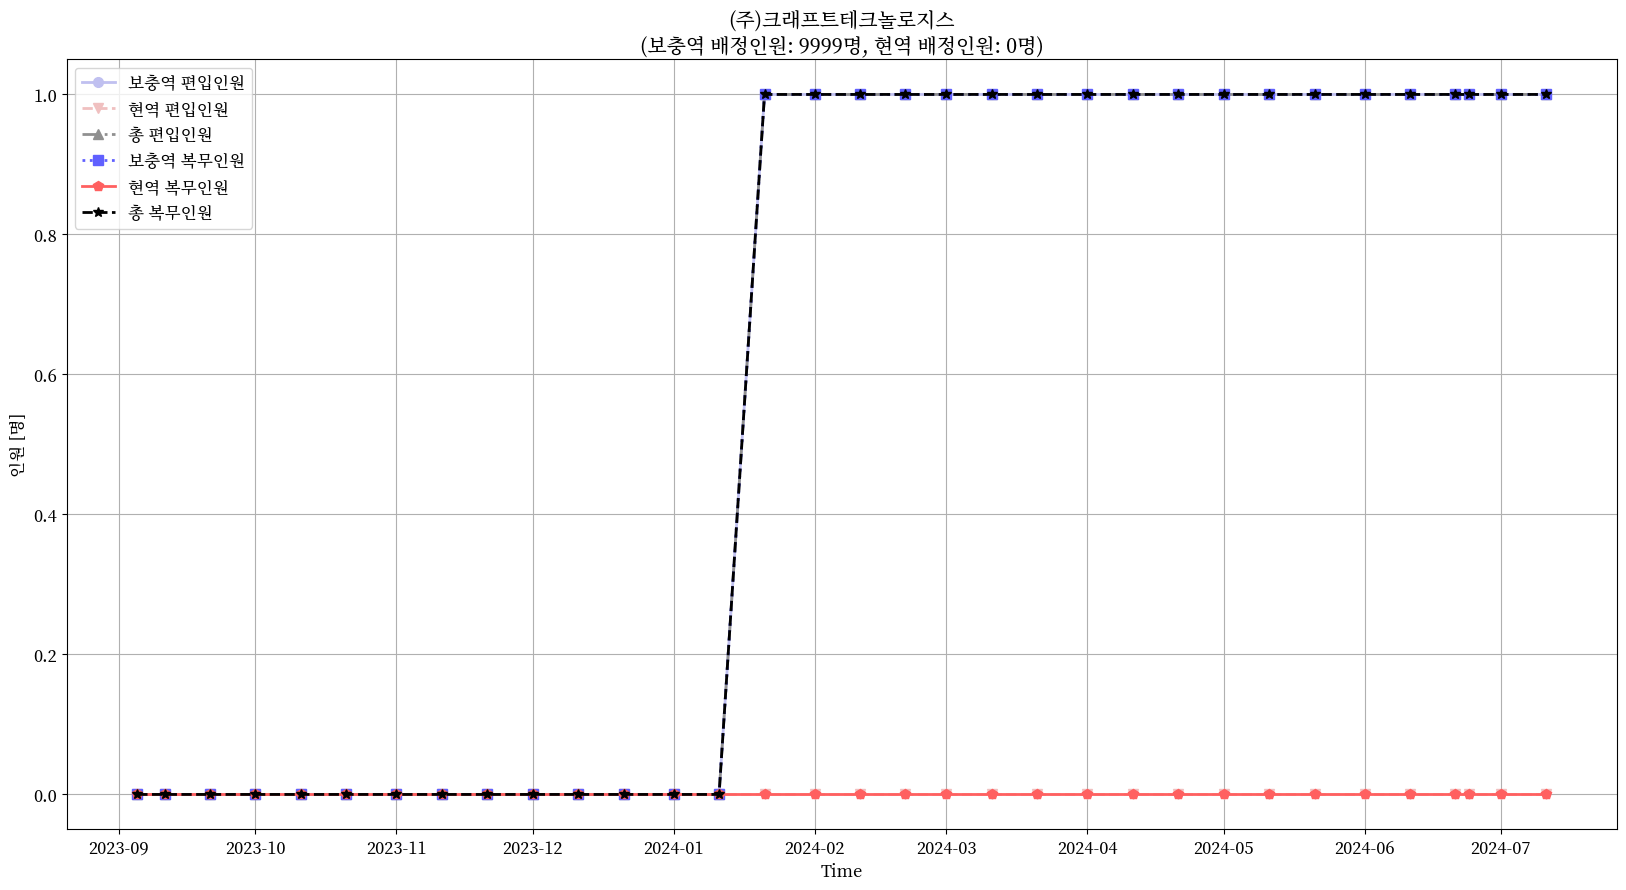 (주)크래프트테크놀로지스
(보충역 배정인원: 9999명, 현역 배정인원: 0명)
보충역 편입인원
현역 편입인원
총 편입인원
보충역 복무인원
현역 복무인원
총 복무인원
1.0
0.8
0.6
0.4
0.2
0.0
인원 [명]
2023-09 2023-10 2023-11 2023-12 2024-01 2024-02 2024-03 2024-04 2024-05 2024-06 2024-07
Time